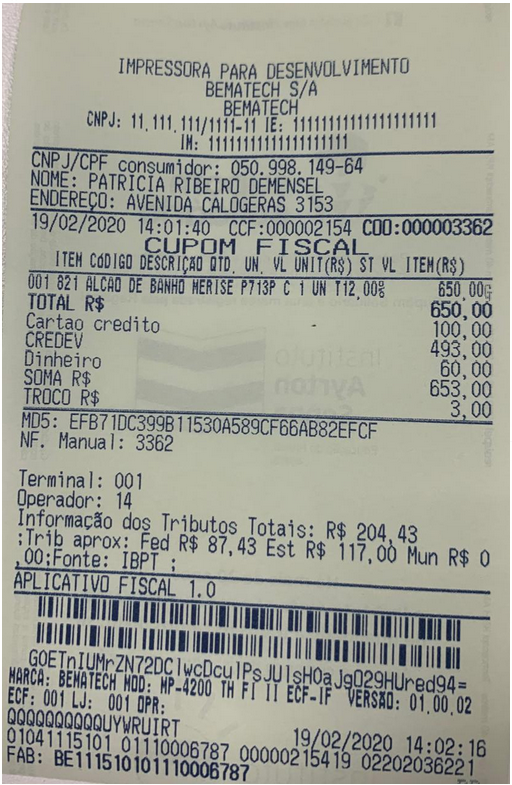 IMPRESSORA PARA DESENVOLVIMENTO
BEMATECH S/A
BEMATECH
CNPJ: 11.111.111/1111-11 IE: 111111111111111111111
IM: 111111111111111111111
CNPJ/CPF consumidor: 050.998.149-64
NOME: PATRICIA RIBEIRO DEMENSEL
ENDEREÇO: AVENIDA CALOGERAS 3153
19/02/2020 14:01:40 CCF:000002154 COO:000003362
CUPOM FISCAL
ITEM CÓDIGO DESCRIÇÃO QTD. UN. VL UNIT(R$) ST VL ITEM(R$)
001 821 ALCAO DE BANHO MERISE P713P C 1 UN T12,00% 650,00G
TOTAL R$ 650,00
Cartao credito 100,00
CREDEV 493,00
Dinheiro 60,00
SOMA R$ 653,00
TROCO R$ 3,00
MD5: EFB71DC399B11530A589CF66AB82EFCF
NF. Manual: 3362
Terminal: 001
Operador: 14
Informação dos Tributos Totais: R$ 204,43
;Trib aprox: Fed R$ 87,43 Est R$ 117,00 Mun R$ 0
,00;Fonte: IBPT ;
APLICATIVO FISCAL 1.0
GOETnIUMrZN72DClwcDculPsJUlsHOaJgO29HUred94=
MARCA: BEMATECH MOD: MP-4200 TH FI II ECF-IF VERSÃO: 01.00.02
ECF: 001 LJ: 001 OPR:
QQQQQQQQQQUYWRUIRT 19/02/2020 14:02:16
01041115101 01110006787 00000215419 02202036221
FAB: BE111510101110006787